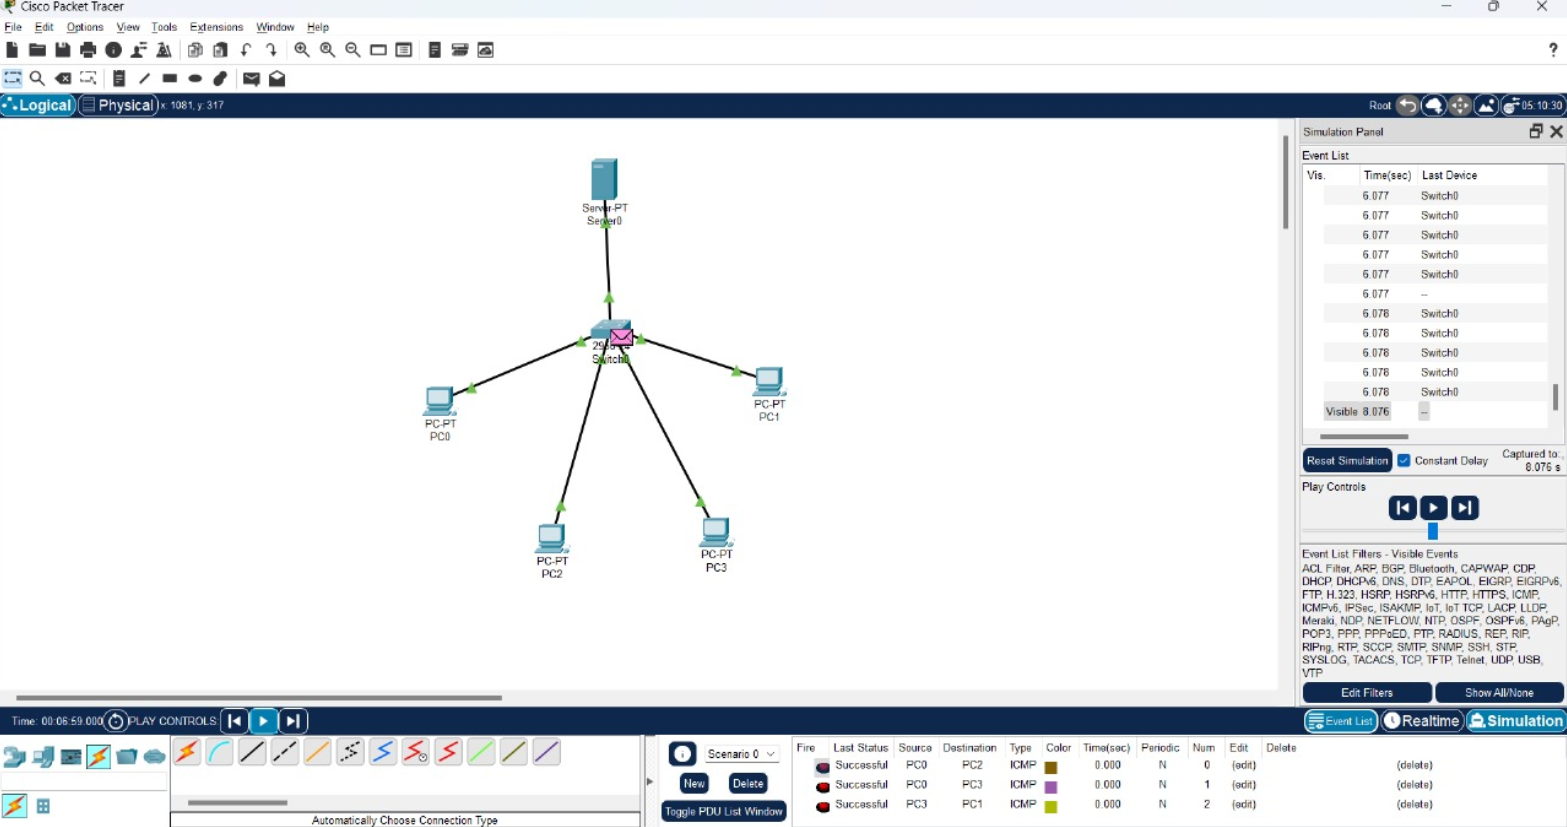 Cisco Packet Tracer
File Edit Options View Tools Extensions Window Help
?
Logical Physical x: 1081, y: 317 Root 05:10:30
Simulation Panel
Event List
Vis. Time(sec) Last Device
6.077 Switch0
6.077 Switch0
6.077 Switch0
6.077 Switch0
6.077 Switch0
6.077 --
6.078 Switch0
6.078 Switch0
6.078 Switch0
6.078 Switch0
6.078 Switch0
Visible 8.076 --
Reset Simulation Constant Delay Captured to:
8.076 s
Play Controls
Event List Filters - Visible Events
ACL Filter, ARP, BGP, Bluetooth, CAPWAP, CDP,
DHCP, DHCPv6, DNS, DTP, EAPOL, EIGRP, EIGRPv6,
FTP, H.323, HSRP, HSRPv6, HTTP, HTTPS, ICMP,
ICMPv6, IPSec, ISAKMP, IoT, IoT TCP, LACP, LLDP,
Meraki, NDP, NETFLOW, NTP, OSPF, OSPFv6, PAgP,
POP3, PPP, PPPoED, PTP, RADIUS, REP, RIP,
RIPng, RTP, SCCP, SMTP, SNMP, SSH, STP,
SYSLOG, TACACS, TCP, TFTP, Telnet, UDP, USB,
VTP
Edit Filters Show All/None
Server-PT
Server0
Switch0
PC-PT
PC0
PC-PT
PC1
PC-PT
PC2
PC-PT
PC3
Time: 00:06:59.000 PLAY CONTROLS: Event List Realtime Simulation
Automatically Choose Connection Type
Scenario 0
New Delete
Toggle PDU List Window
Fire Last Status Source Destination Type Color Time(sec) Periodic Num Edit Delete
Successful PC0 PC2 ICMP 0.000 N 0 (edit) (delete)
Successful PC0 PC3 ICMP 0.000 N 1 (edit) (delete)
Successful PC3 PC1 ICMP 0.000 N 2 (edit) (delete)